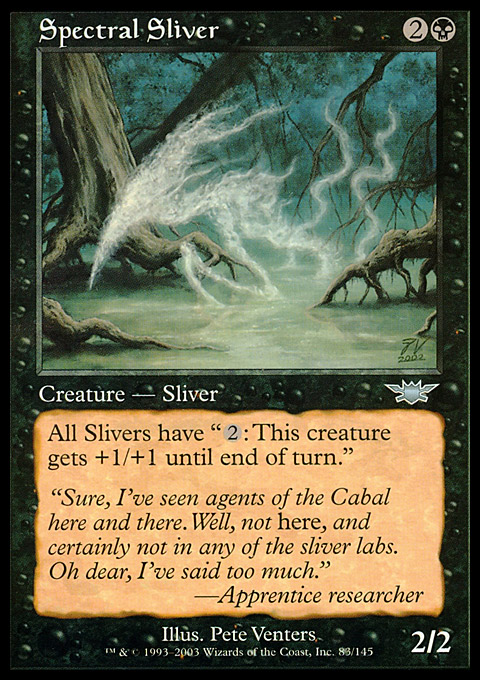 Spectral Sliver 2
Creature — Sliver
All Slivers have “2: This creature
gets +1/+1 until end of turn.”
“Sure, I’ve seen agents of the Cabal
here and there. Well, not here, and
certainly not in any of the sliver labs.
Oh dear, I’ve said too much.”
—Apprentice researcher
Illus. Pete Venters
™ & © 1993–2003 Wizards of the Coast, Inc. 83/145
2/2
PV
2002